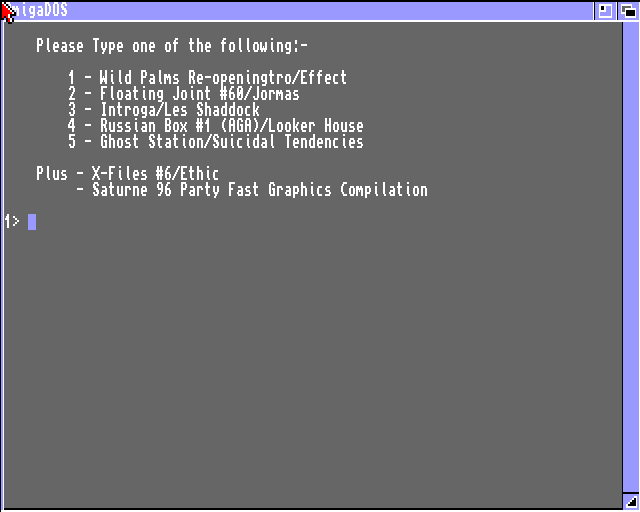 migaDOS
Please Type one of the following:-
1 - Wild Palms Re-openingtro/Effect
2 - Floating Joint #60/Jormas
3 - Introga/Les Shaddock
4 - Russian Box #1 (AGA)/Looker House
5 - Ghost Station/Suicidal Tendencies
Plus - X-Files #6/Ethic
- Saturne 96 Party Fast Graphics Compilation
1>